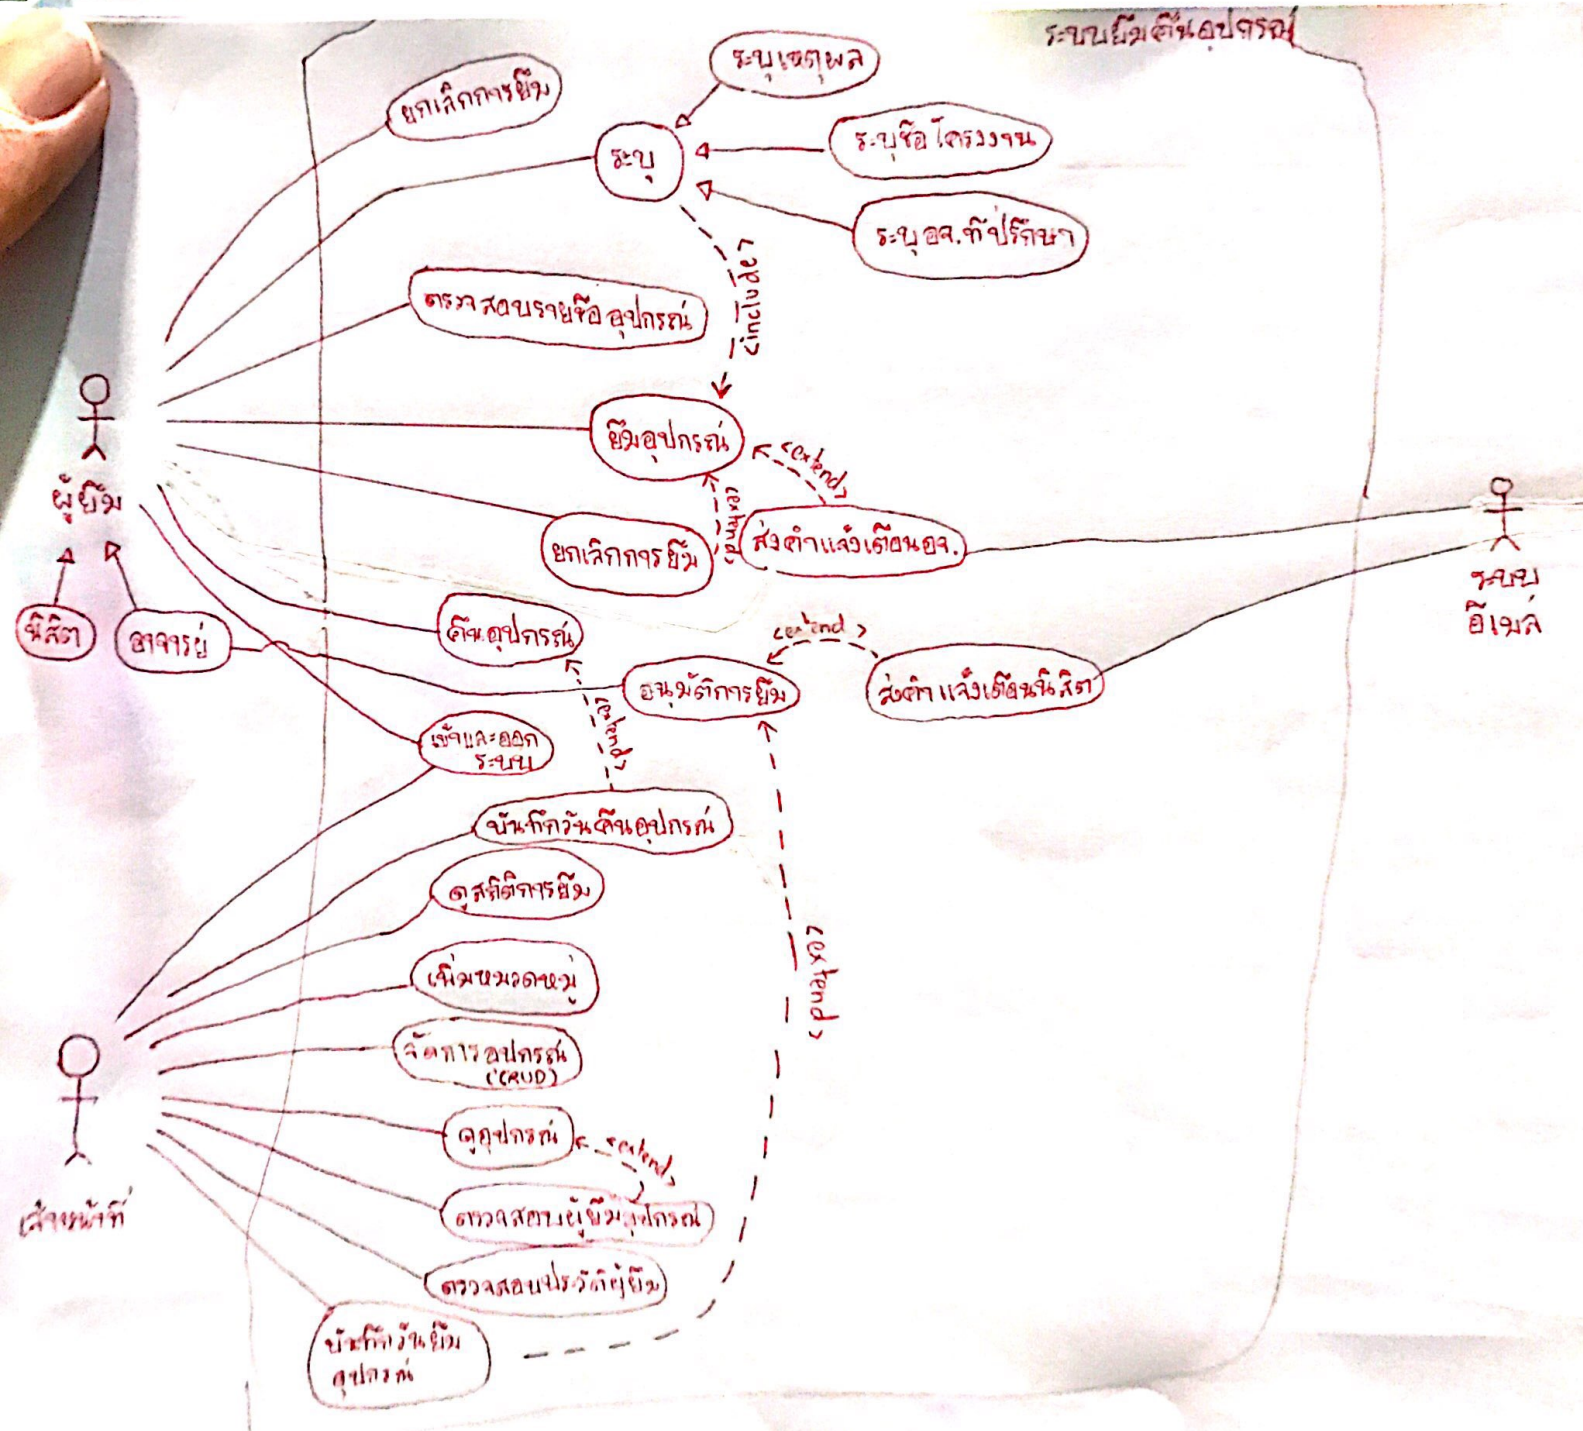 ระบบยืมคืนอุปกรณ์
ระบุเหตุผล
ยกเลิกการยืม
ระบุชื่อโครงงาน
ระบุ
ระบุอจ.ที่ปรึกษา
<include>
ตรวจสอบรายชื่ออุปกรณ์
ยืมอุปกรณ์
<extend>
<extend>
ผู้ยืม
ยกเลิกการยืม
ส่งคำแจ้งเตือนอจ.
ระบบ
อีเมล์
นิสิต
อาจารย์
คืนอุปกรณ์
<extend>
อนุมัติการยืม
ส่งคำแจ้งเตือนนิสิต
<extend>
เข้าและออก
ระบบ
บันทึกวันคืนอุปกรณ์
ดูสถิติการยืม
<extend>
เพิ่มหมวดหมู่
จัดการอุปกรณ์
(CRUD)
ดูอุปกรณ์
<extend>
ตรวจสอบผู้ยืมอุปกรณ์
เจ้าหน้าที่
ตรวจสอบประวัติผู้ยืม
บันทึกวันยืม
อุปกรณ์